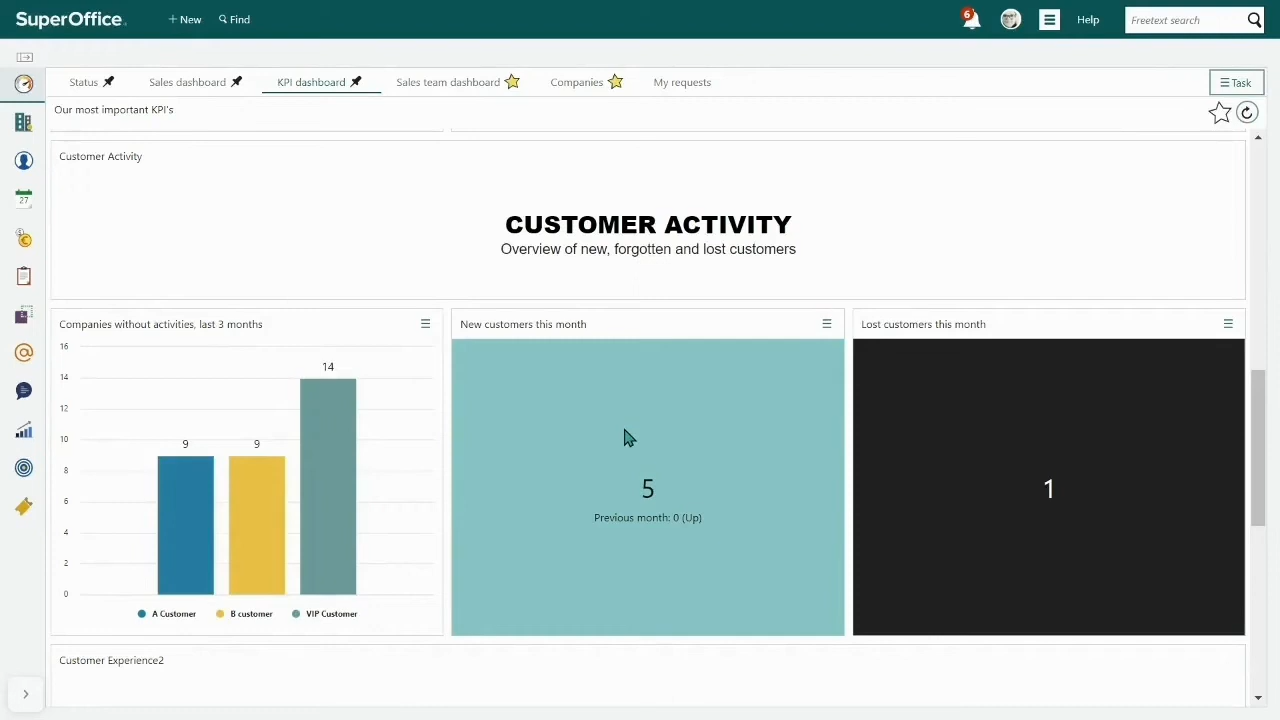 SuperOffice
+ New
Find
6
Help
Freetext search
Status
Sales dashboard
KPI dashboard
Sales team dashboard
Companies
My requests
Task
Our most important KPI's
27
Customer Activity
CUSTOMER ACTIVITY
Overview of new, forgotten and lost customers
Companies without activities, last 3 months
16
14
12
10
8
6
4
2
0
9
9
14
A Customer
B customer
VIP Customer
New customers this month
5
Previous month: 0 (Up)
Lost customers this month
1
Customer Experience2